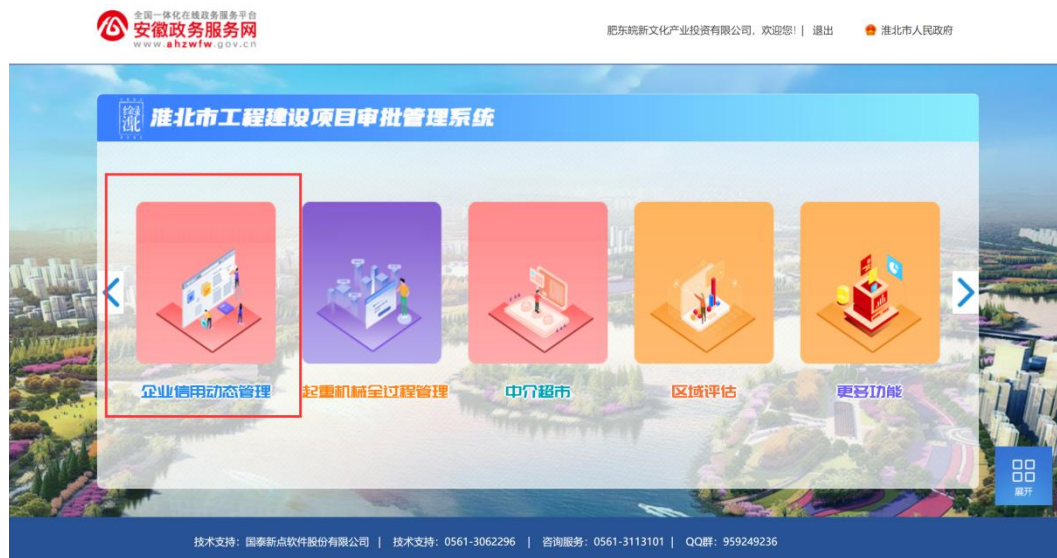 全国一体化在线政务服务平台
安徽政务服务网
www.ahzwfw.gov.cn
肥东皖新文化产业投资有限公司，欢迎您！ | 退出 淮北市人民政府
淮北市工程建设项目审批管理系统
企业信用动态管理 起重机械全过程管理 中介超市 区域评估 更多功能
展开
技术支持：国泰新点软件股份有限公司 | 技术支持：0561-3062296 | 咨询服务：0561-3113101 | QQ群：959249236